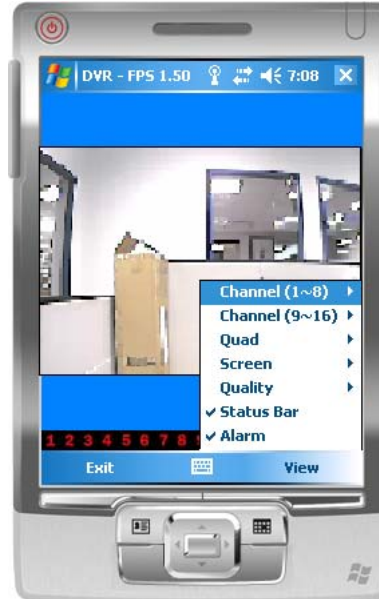 DVR - FPS 1.50 7:08
Channel (1~8)
Channel (9~16)
Quad
Screen
Quality
Status Bar
Alarm
1 2 3 4 5 6 7 8
Exit View